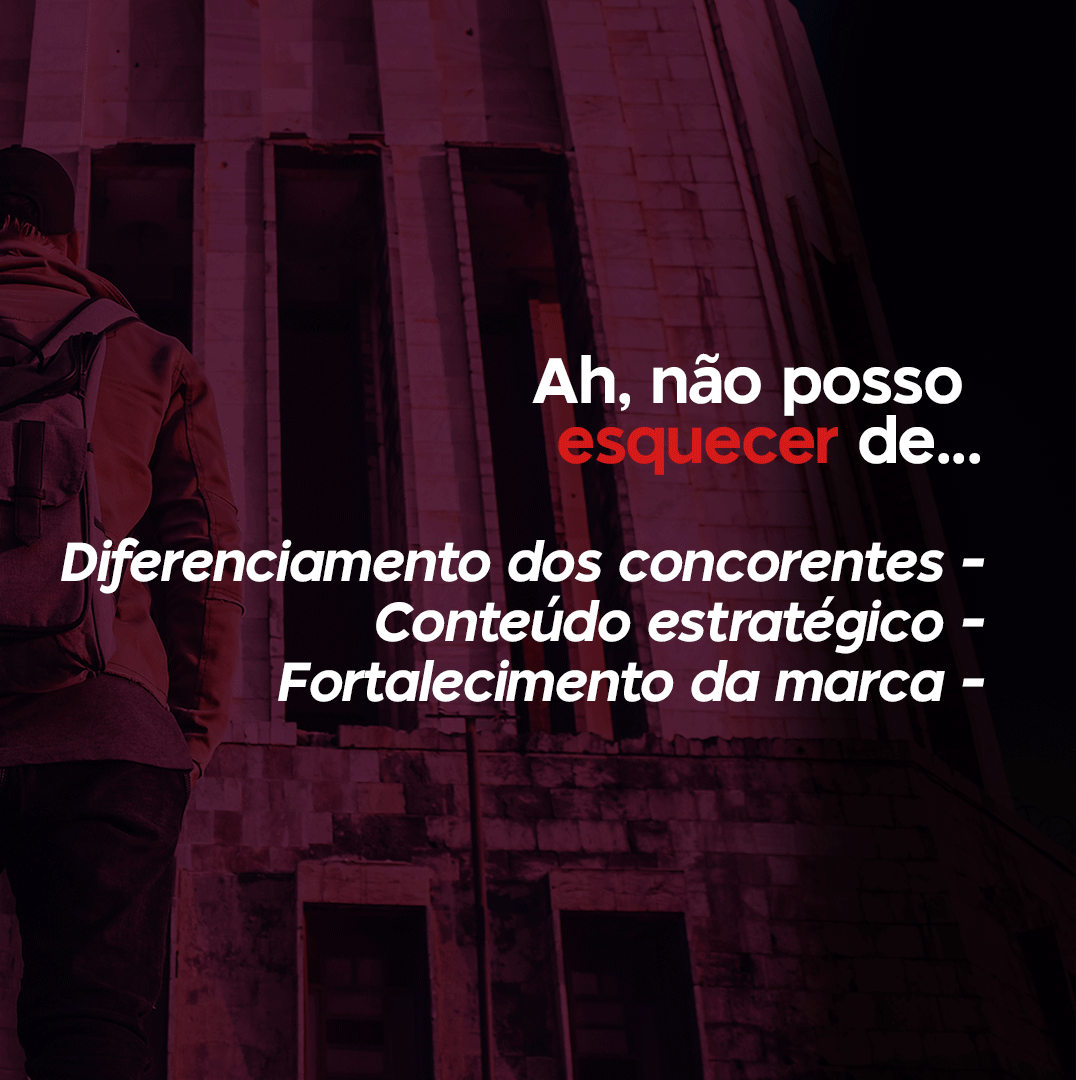 Ah, não posso
esquecer de...
Diferenciamento dos concorentes -
Conteúdo estratégico -
Fortalecimento da marca -